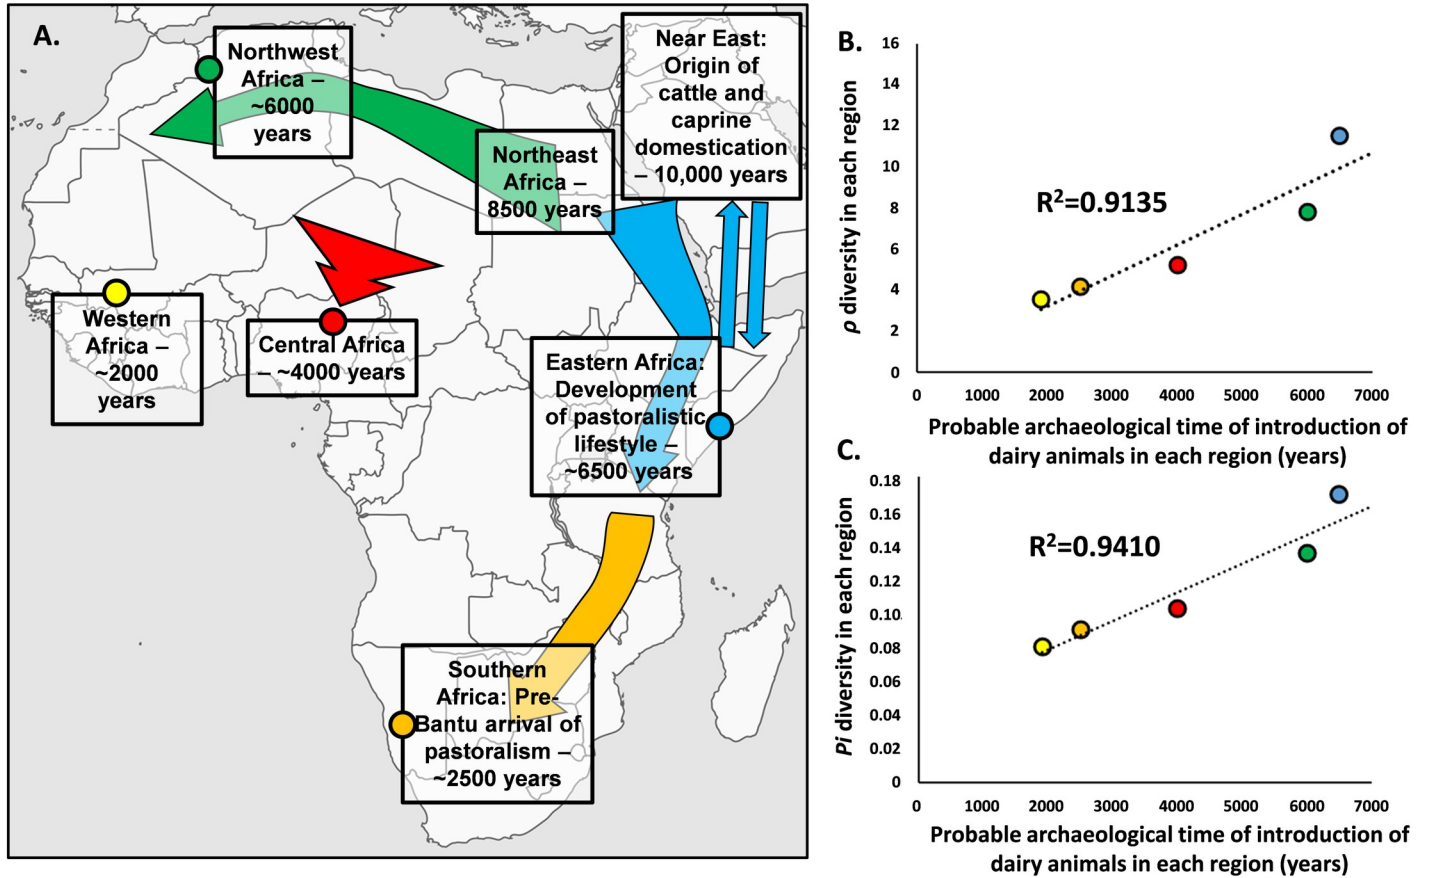 A.
Northwest
Africa –
~6000
years
Northeast
Africa –
8500 years
Near East:
Origin of
cattle and
caprine
domestication
– 10,000 years
Western
Africa –
~2000
years
Central Africa
– ~4000 years
Eastern Africa:
Development
of pastoralistic
lifestyle –
~6500 years
Southern
Africa: Pre-
Bantu arrival of
pastoralism –
~2500 years
B.
ρ diversity in each region
16
14
12
10
8
6
4
2
0
R²=0.9135
0 1000 2000 3000 4000 5000 6000 7000
Probable archaeological time of introduction of
dairy animals in each region (years)
C.
Pi diversity in each region
0.18
0.16
0.14
0.12
0.10
0.08
0.06
0.04
0.02
0
R²=0.9410
0 1000 2000 3000 4000 5000 6000 7000
Probable archaeological time of introduction of
dairy animals in each region (years)